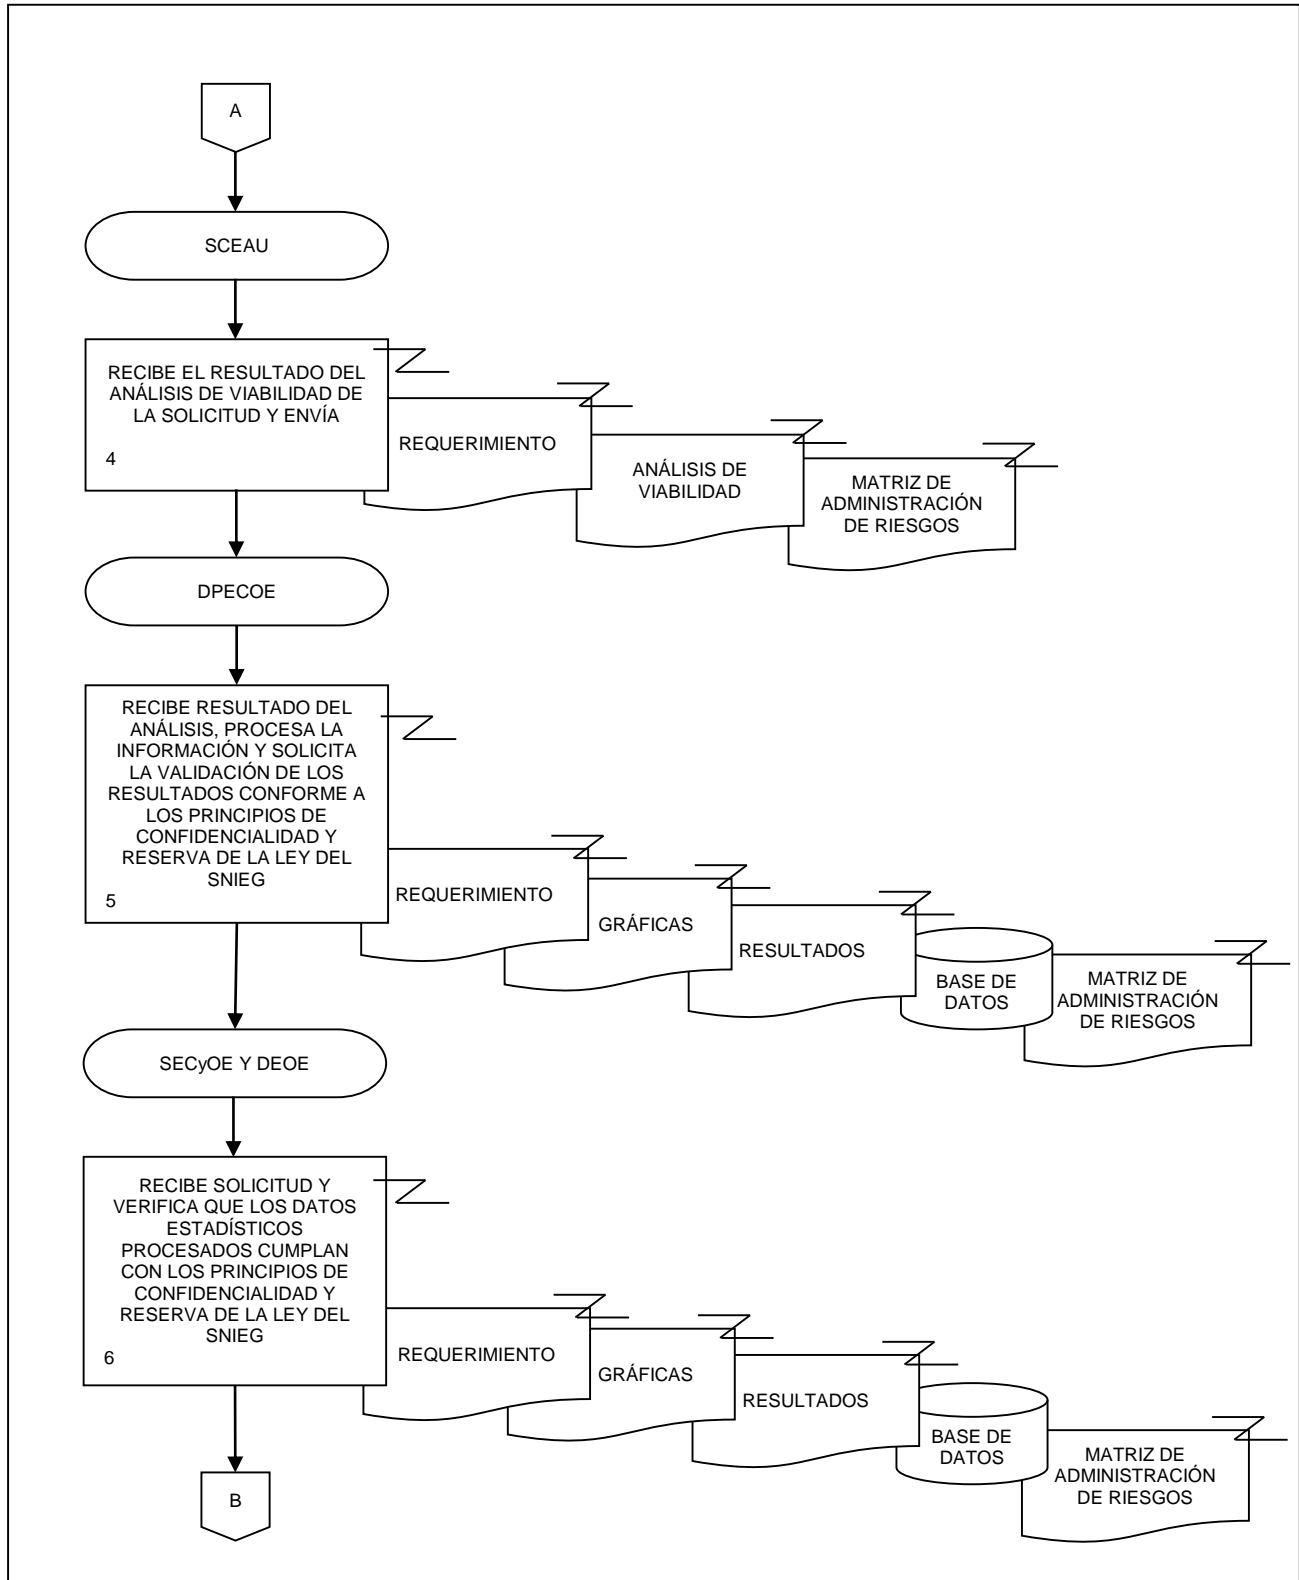 A
SCEAU
RECIBE EL RESULTADO DEL
ANÁLISIS DE VIABILIDAD DE
LA SOLICITUD Y ENVÍA
4
REQUERIMIENTO
ANÁLISIS DE
VIABILIDAD
MATRIZ DE
ADMINISTRACIÓN
DE RIESGOS
DPECOE
RECIBE RESULTADO DEL
ANÁLISIS, PROCESA LA
INFORMACIÓN Y SOLICITA
LA VALIDACIÓN DE LOS
RESULTADOS CONFORME A
LOS PRINCIPIOS DE
CONFIDENCIALIDAD Y
RESERVA DE LA LEY DEL
SNIEG
5
REQUERIMIENTO
GRÁFICAS
RESULTADOS
BASE DE
DATOS
MATRIZ DE
ADMINISTRACIÓN
DE RIESGOS
SECyOE Y DEOE
RECIBE SOLICITUD Y
VERIFICA QUE LOS DATOS
ESTADÍSTICOS
PROCESADOS CUMPLAN
CON LOS PRINCIPIOS DE
CONFIDENCIALIDAD Y
RESERVA DE LA LEY DEL
SNIEG
6
REQUERIMIENTO
GRÁFICAS
RESULTADOS
BASE DE
DATOS
MATRIZ DE
ADMINISTRACIÓN
DE RIESGOS
B